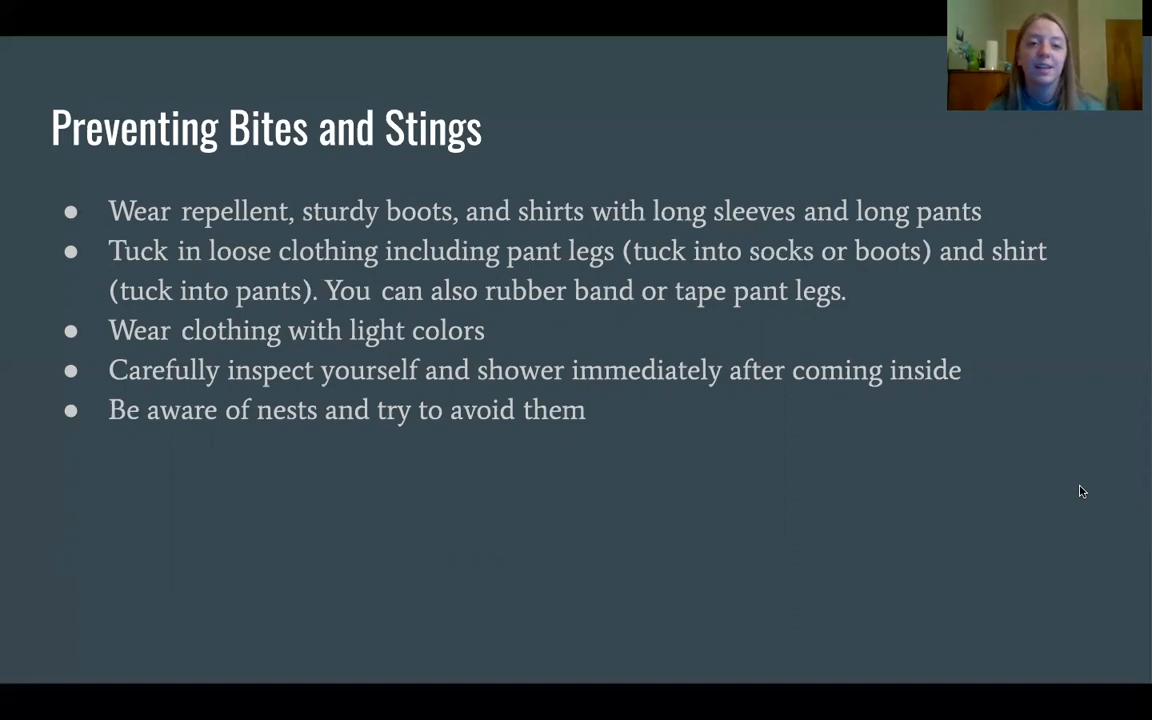 Preventing Bites and Stings
● Wear repellent, sturdy boots, and shirts with long sleeves and long pants
● Tuck in loose clothing including pant legs (tuck into socks or boots) and shirt
(tuck into pants). You can also rubber band or tape pant legs.
● Wear clothing with light colors
● Carefully inspect yourself and shower immediately after coming inside
● Be aware of nests and try to avoid them